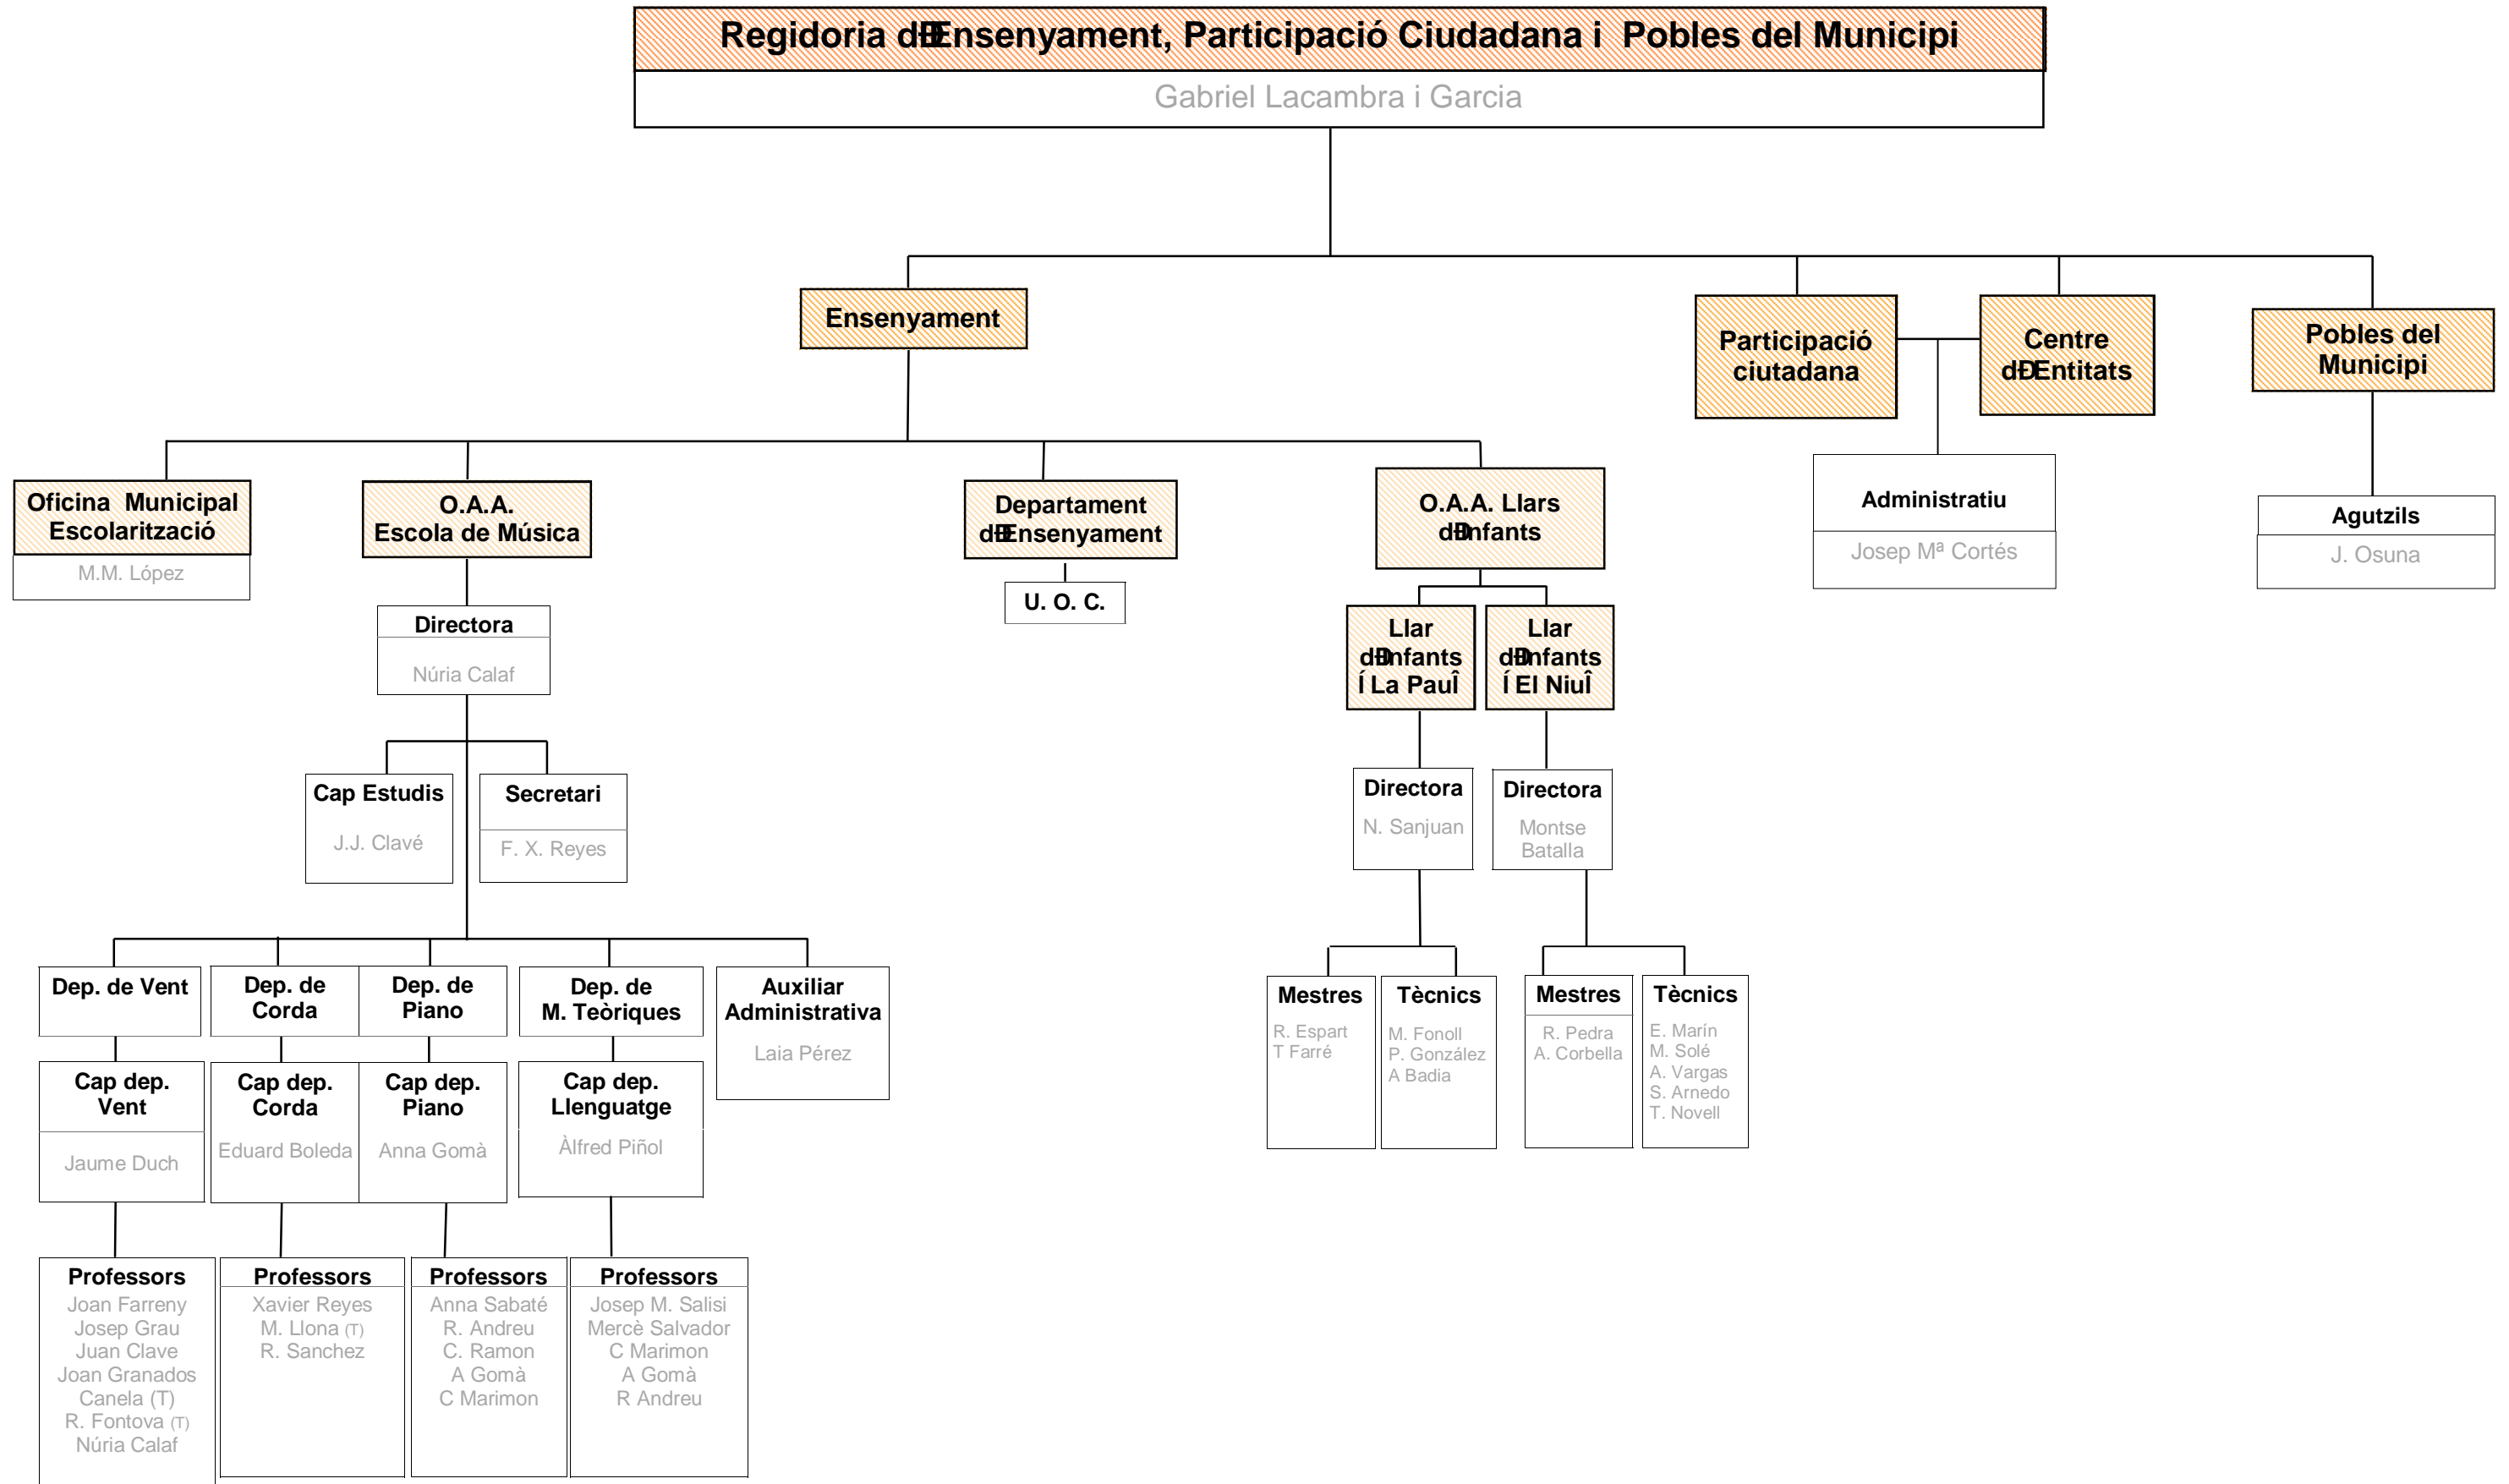 Regidoria dĐEnsenyament, Participació Ciudadana i Pobles del Municipi
Gabriel Lacambra i Garcia
Ensenyament
Participació
ciutadana
Centre
dĐEntitats
Pobles del
Municipi
Oficina Municipal
Escolarització
M.M. López
O.A.A.
Escola de Música
Departament
dĐEnsenyament
U. O. C.
O.A.A. Llars
dĐInfants
Administratiu
Josep Mª Cortés
Agutzils
J. Osuna
Directora
Núria Calaf
Llar
dĐInfants
Í La PauÎ
Llar
dĐInfants
Í El NiuÎ
Cap Estudis
J.J. Clavé
Secretari
F. X. Reyes
Directora
N. Sanjuan
Directora
Montse
Batalla
Dep. de Vent
Dep. de
Corda
Dep. de
Piano
Dep. de
M. Teòriques
Auxiliar
Administrativa
Laia Pérez
Mestres
R. Espart
T Farré
Tècnics
M. Fonoll
P. González
A Badia
Mestres
R. Pedra
A. Corbella
Tècnics
E. Marín
M. Solé
A. Vargas
S. Arnedo
T. Novell
Cap dep.
Vent
Jaume Duch
Cap dep.
Corda
Eduard Boleda
Cap dep.
Piano
Anna Gomà
Cap dep.
Llenguatge
Àlfred Piñol
Professors
Joan Farreny
Josep Grau
Juan Clave
Joan Granados
Canela (T)
R. Fontova (T)
Núria Calaf
Professors
Xavier Reyes
M. Llona (T)
R. Sanchez
Professors
Anna Sabaté
R. Andreu
C. Ramon
A Gomà
C Marimon
Professors
Josep M. Salisi
Mercè Salvador
C Marimon
A Gomà
R Andreu